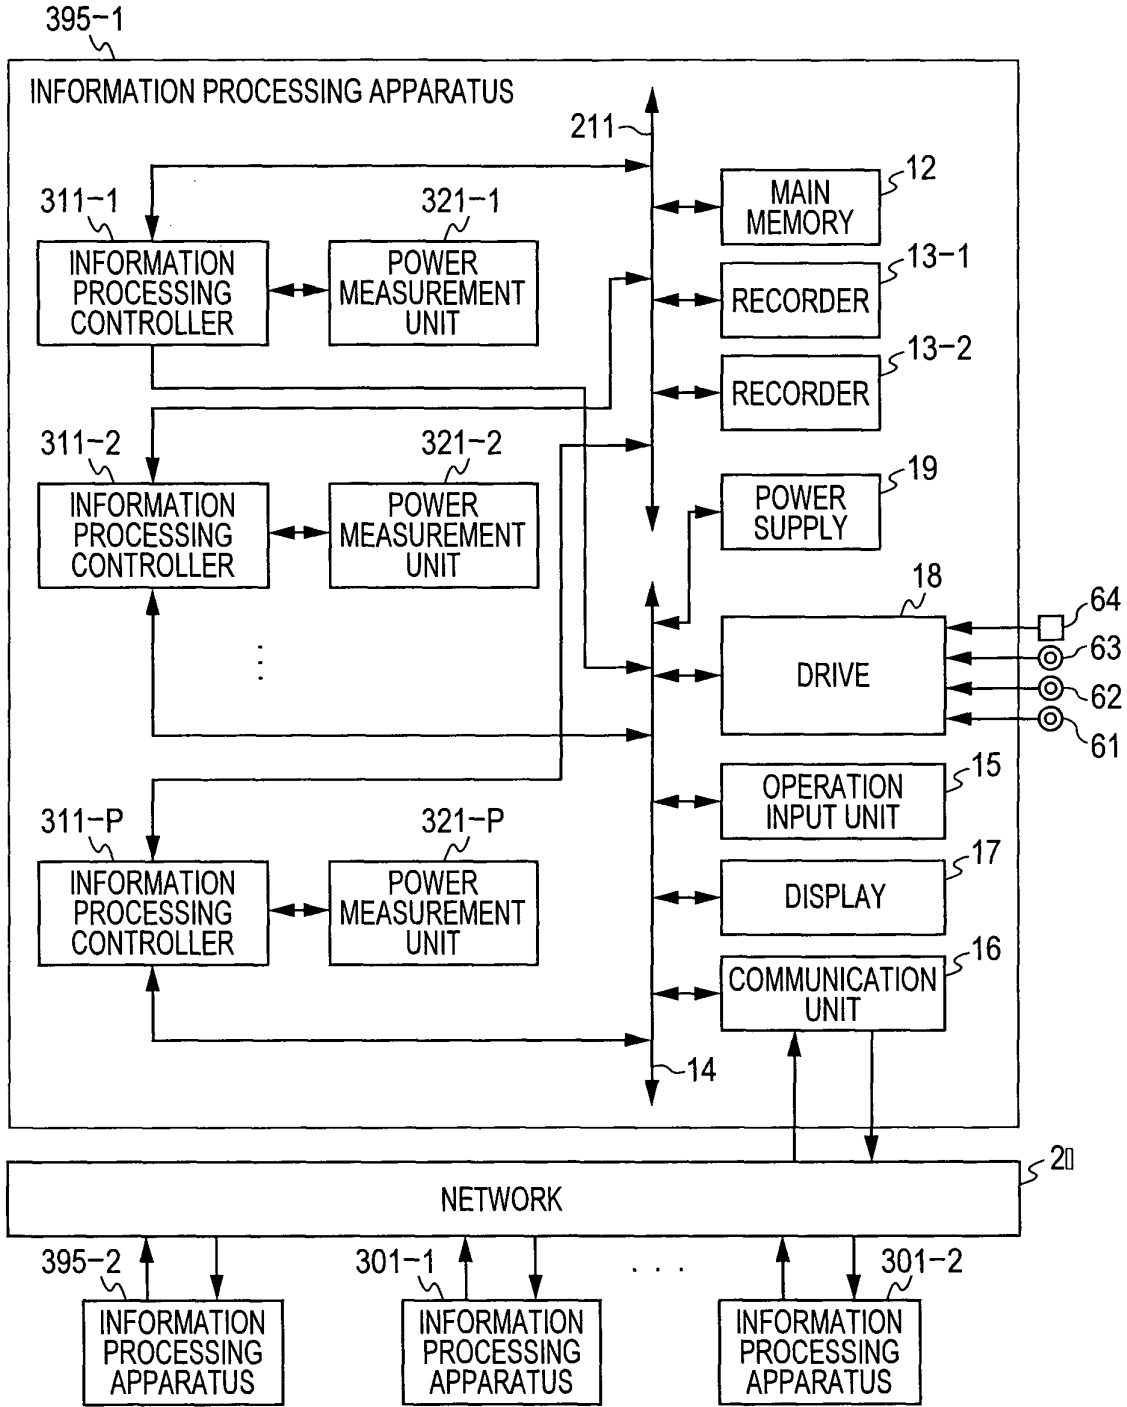 395-1
INFORMATION PROCESSING APPARATUS
211
12
MAIN
MEMORY
311-1
321-1
INFORMATION
PROCESSING
CONTROLLER
POWER
MEASUREMENT
UNIT
13-1
RECORDER
13-2
RECORDER
311-2
321-2
INFORMATION
PROCESSING
CONTROLLER
POWER
MEASUREMENT
UNIT
19
POWER
SUPPLY
18
DRIVE
64
63
62
61
15
OPERATION
INPUT UNIT
311-P
321-P
INFORMATION
PROCESSING
CONTROLLER
POWER
MEASUREMENT
UNIT
17
DISPLAY
16
COMMUNICATION
UNIT
14
2
NETWORK
395-2
301-1
. . .
301-2
INFORMATION
PROCESSING
APPARATUS
INFORMATION
PROCESSING
APPARATUS
INFORMATION
PROCESSING
APPARATUS